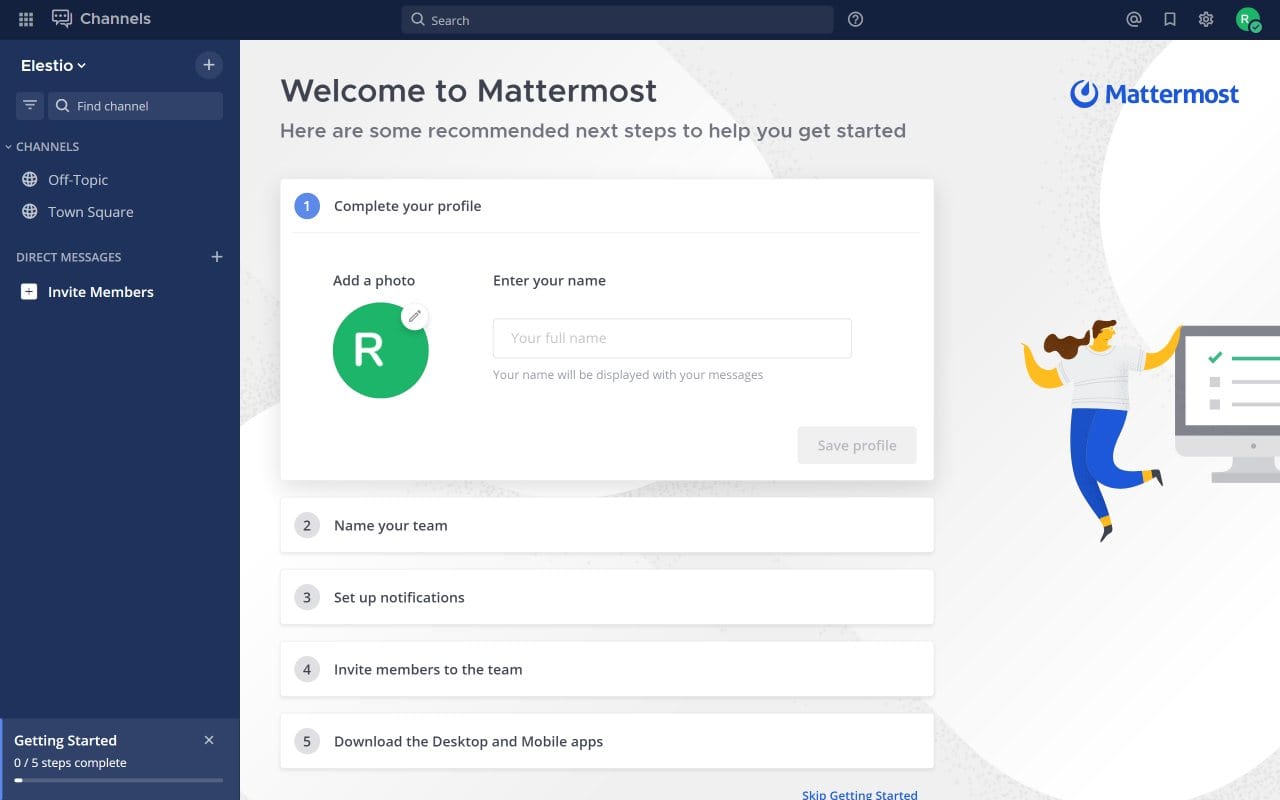 Channels
Search
R
Elestio
Find channel
CHANNELS
Off-Topic
Town Square
DIRECT MESSAGES
Invite Members
Getting Started
0 / 5 steps complete
Welcome to Mattermost
Mattermost
Here are some recommended next steps to help you get started
1 Complete your profile
Add a photo
R
Enter your name
Your full name
Your name will be displayed with your messages
Save profile
2 Name your team
3 Set up notifications
4 Invite members to the team
5 Download the Desktop and Mobile apps
Skip Getting Started